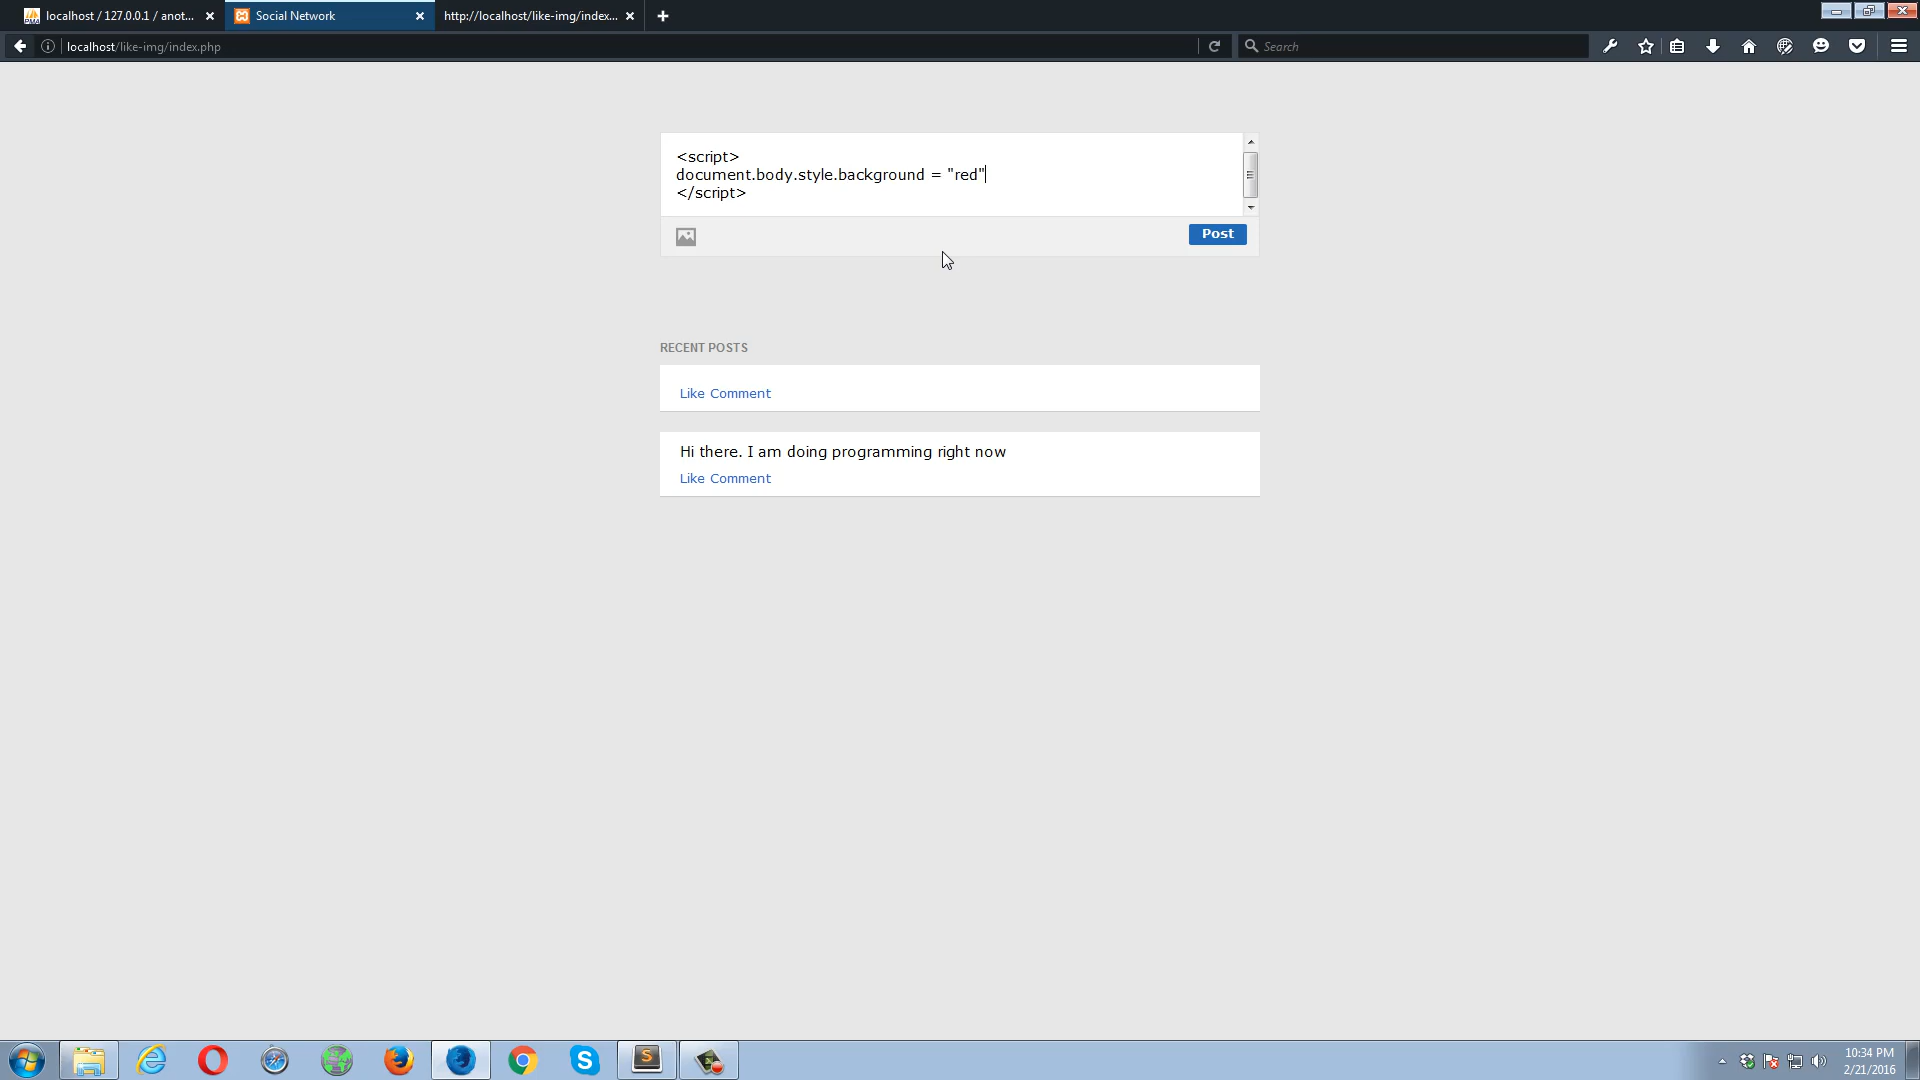 localhost / 127.0.0.1 / anot...
Social Network
http://localhost/like-img/index...
localhost/like-img/index.php
Search
<script>
document.body.style.background = "red"
</script>
Post
RECENT POSTS
Like Comment
Hi there. I am doing programming right now
Like Comment
10:34 PM
2/21/2016